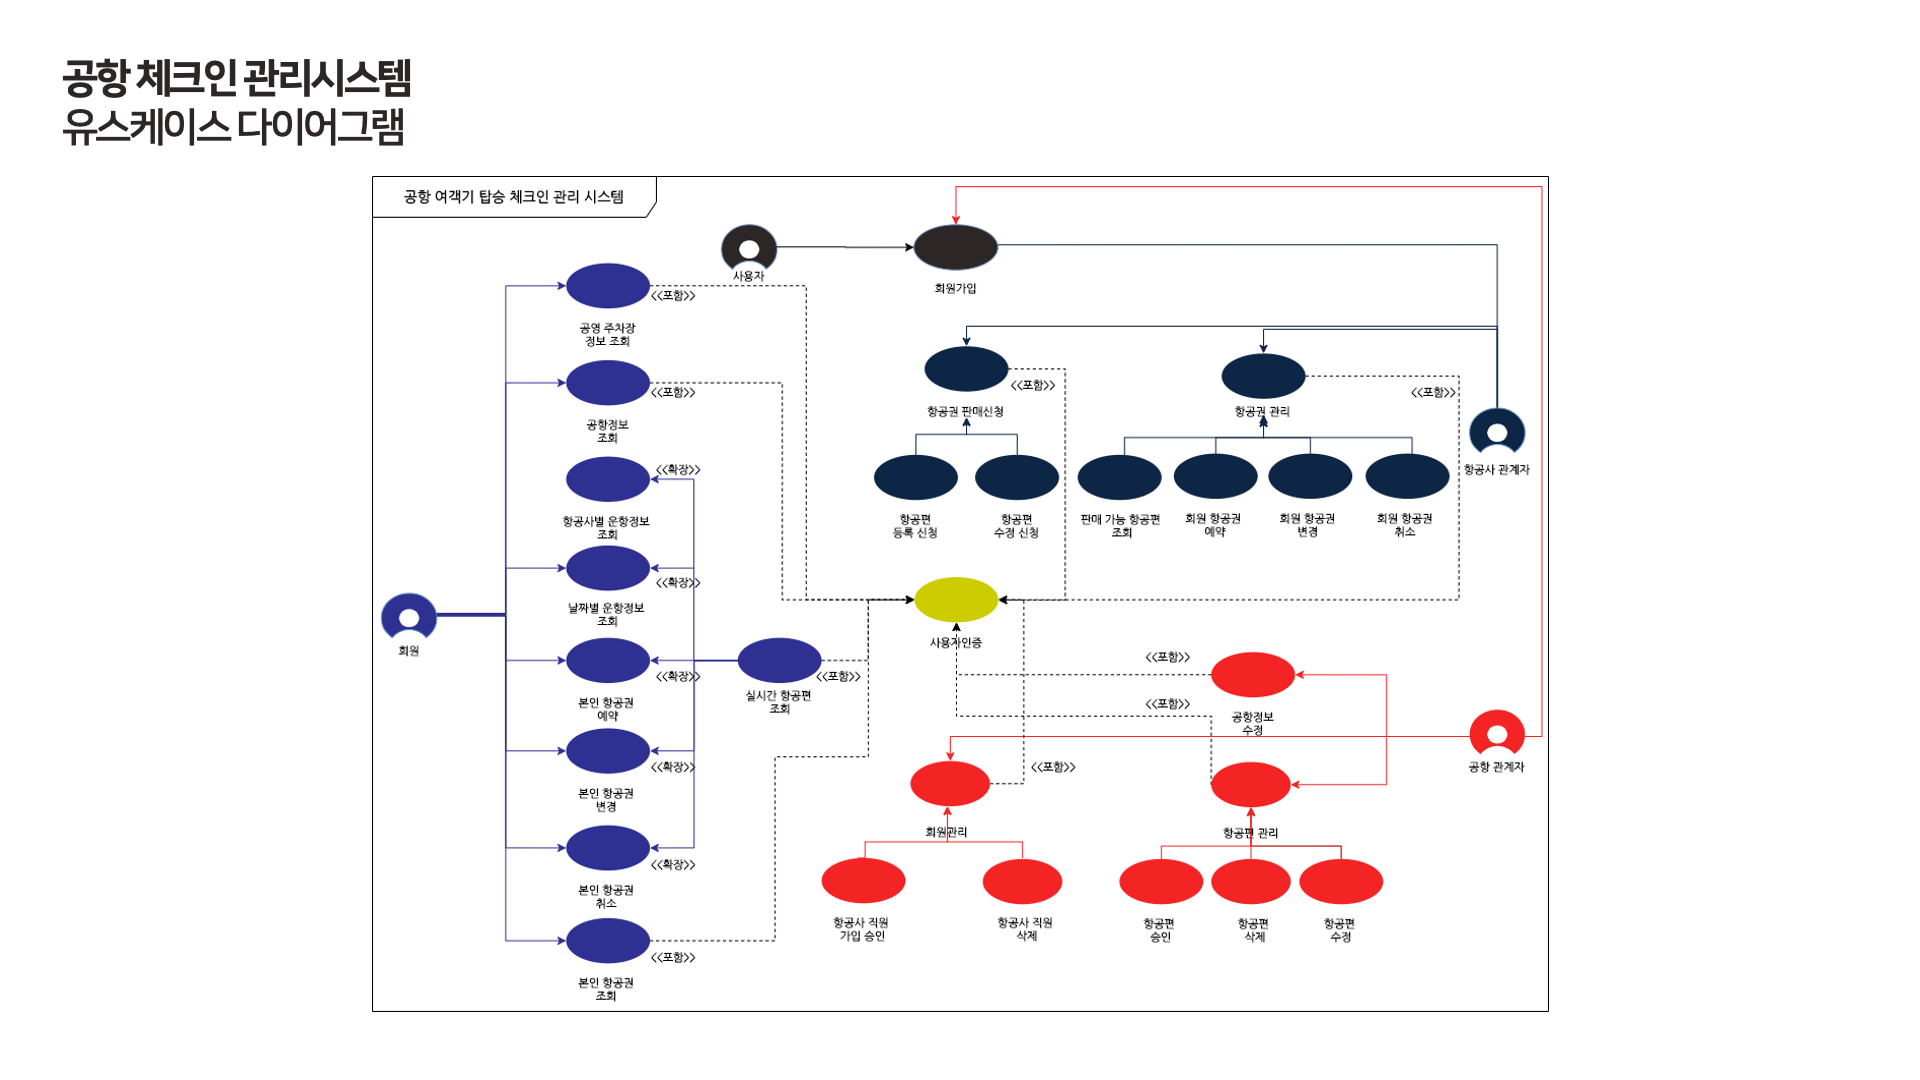 공항 체크인 관리시스템
유스케이스 다이어그램
공항 여객기 탑승 체크인 관리 시스템
사용자
회원가입
<<포함>>
공영 주차장
정보 조회
<<포함>>
공항정보
조회
<<확장>>
항공사별 운항정보
조회
<<확장>>
날짜별 운항정보
조회
회원
<<확장>>
본인 항공권
예약
<<확장>>
본인 항공권
변경
<<확장>>
본인 항공권
취소
<<포함>>
본인 항공권
조회
<<포함>>
실시간 항공편
조회
<<포함>>
항공권 판매신청
항공편
등록 신청
항공편
수정 신청
<<포함>>
항공권 관리
판매 가능 항공편
조회
회원 항공권
예약
회원 항공권
변경
회원 항공권
취소
항공사 관계자
사용자인증
<<포함>>
<<포함>>
공항정보
수정
공항 관계자
<<포함>>
회원관리
항공편 관리
항공사 직원
가입 승인
항공사 직원
삭제
항공편
승인
항공편
삭제
항공편
수정